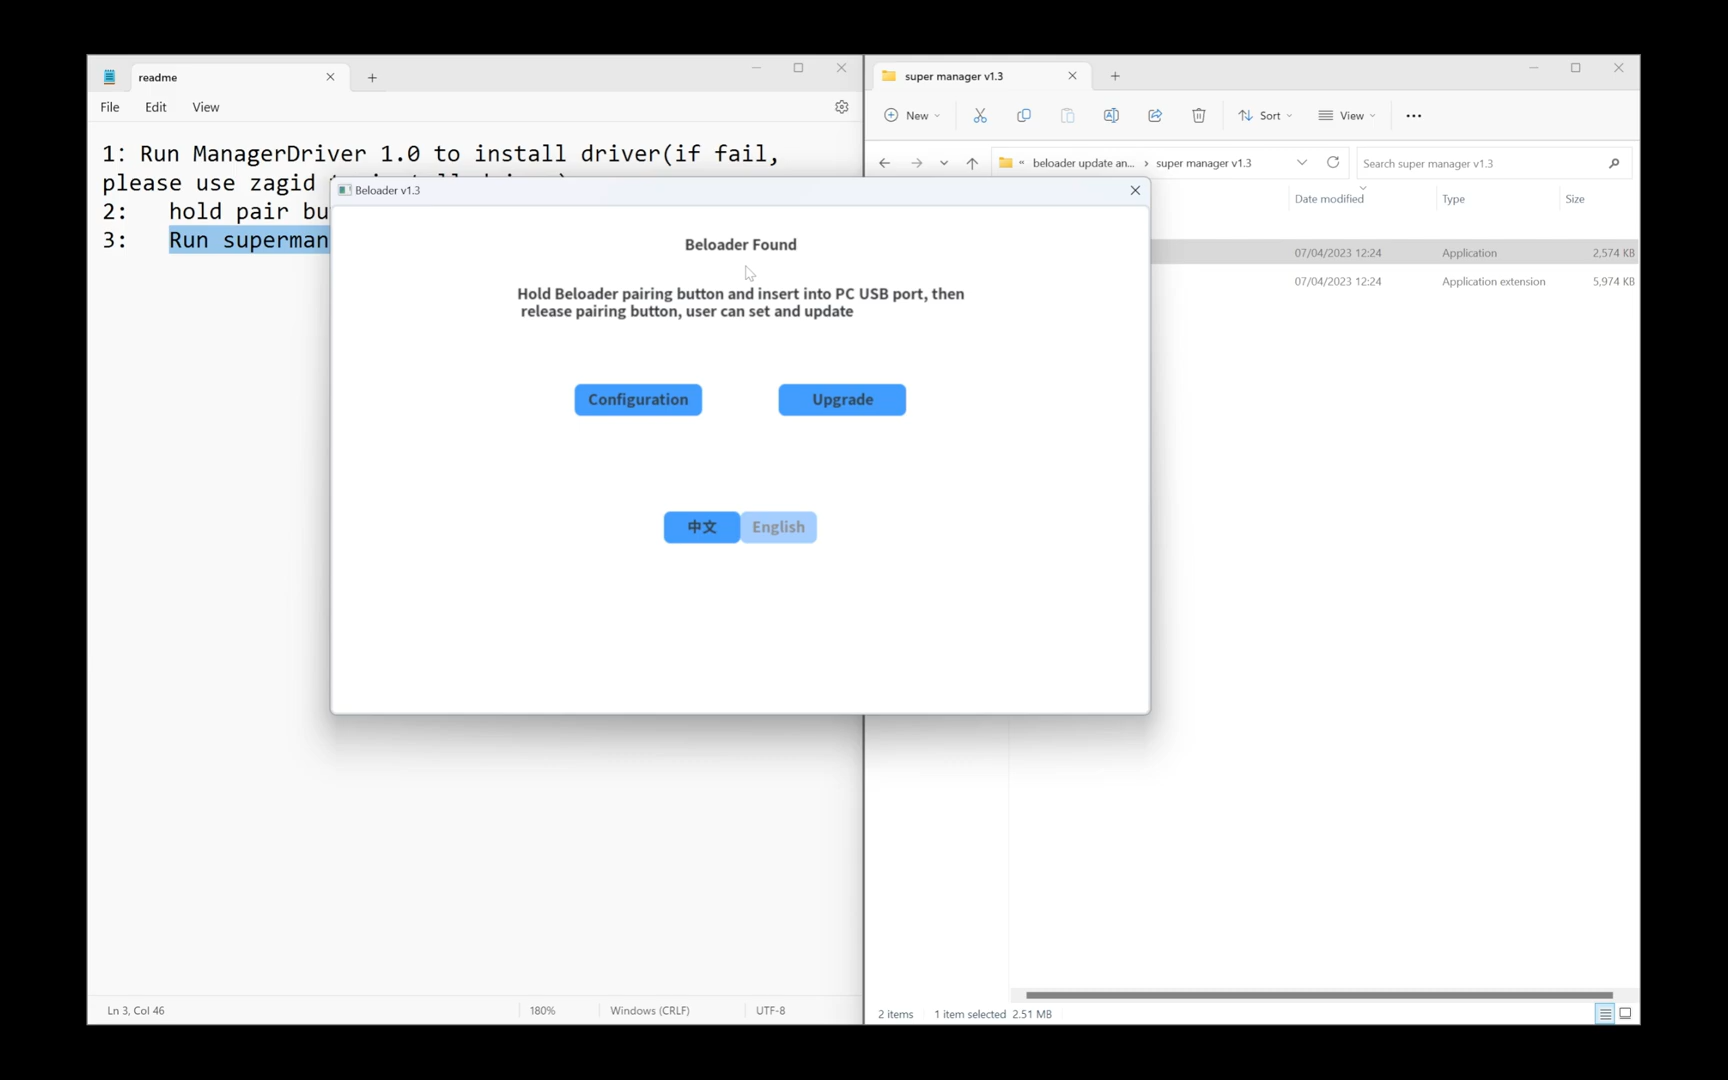 readme
File Edit View
1: Run ManagerDriver 1.0 to install driver(if fail,
please use zagid
2: hold pair bu
3: Run superman
Ln 3, Col 46 180% Windows (CRLF) UTF-8
super manager v1.3
New Sort View
« beloader update an... super manager v1.3 Search super manager v1.3
Date modified Type Size
07/04/2023 12:24 Application 2,574 KB
07/04/2023 12:24 Application extension 5,974 KB
2 items 1 item selected 2.51 MB
Beloader v1.3
Beloader Found
Hold Beloader pairing button and insert into PC USB port, then
release pairing button, user can set and update
Configuration Upgrade
中文 English